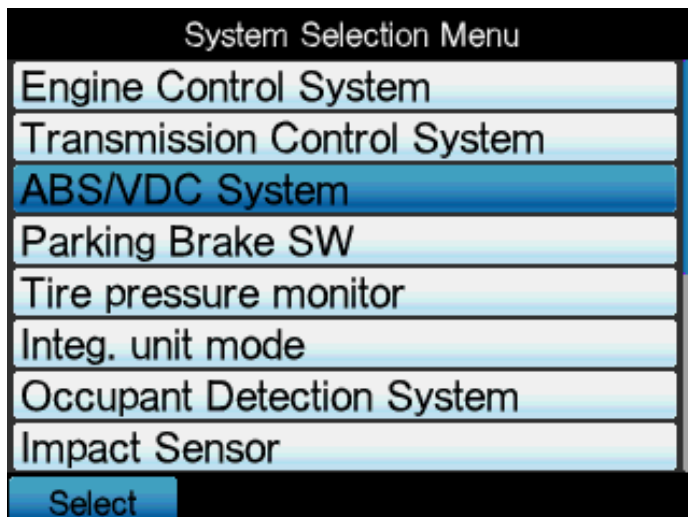 System Selection Menu
Engine Control System
Transmission Control System
ABS/VDC System
Parking Brake SW
Tire pressure monitor
Integ. unit mode
Occupant Detection System
Impact Sensor
Select